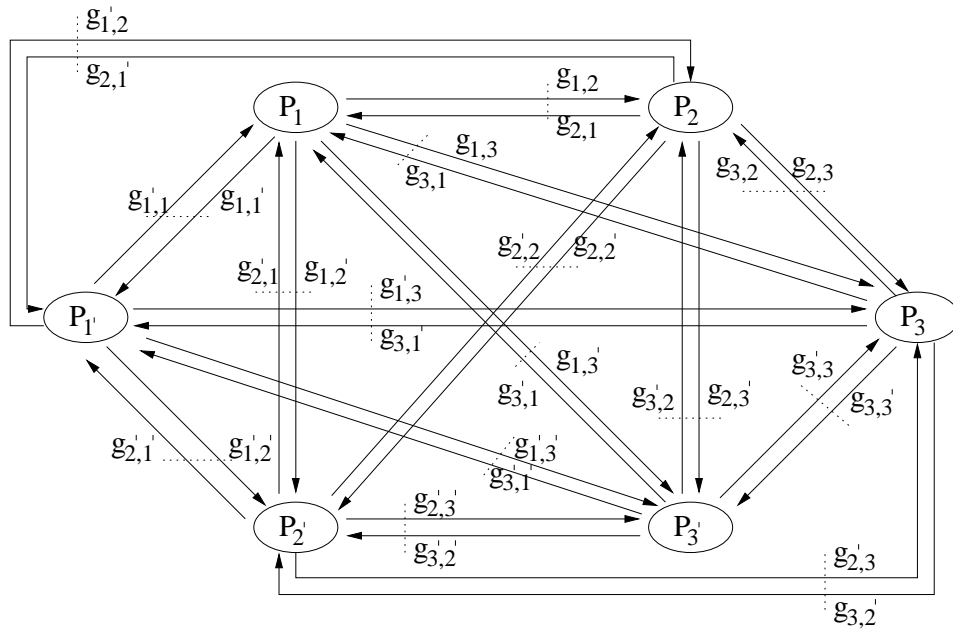 g1',2
g2,1'
g1,2
P1
P2
g2,1
g1,3
g3,1
g3,2
g2,3
g1',1
g1,1'
g2',2
g2,2'
g2',1
g1,2'
g1',3
P1'
P3
g3,1'
g1,3'
g3',3
g3',1
g3',2
g2,3'
g3,3'
g2',1'
g1',2'
g1',3'
g3',1'
g2',3'
P2'
P3'
g3',2'
g2',3
g3,2'